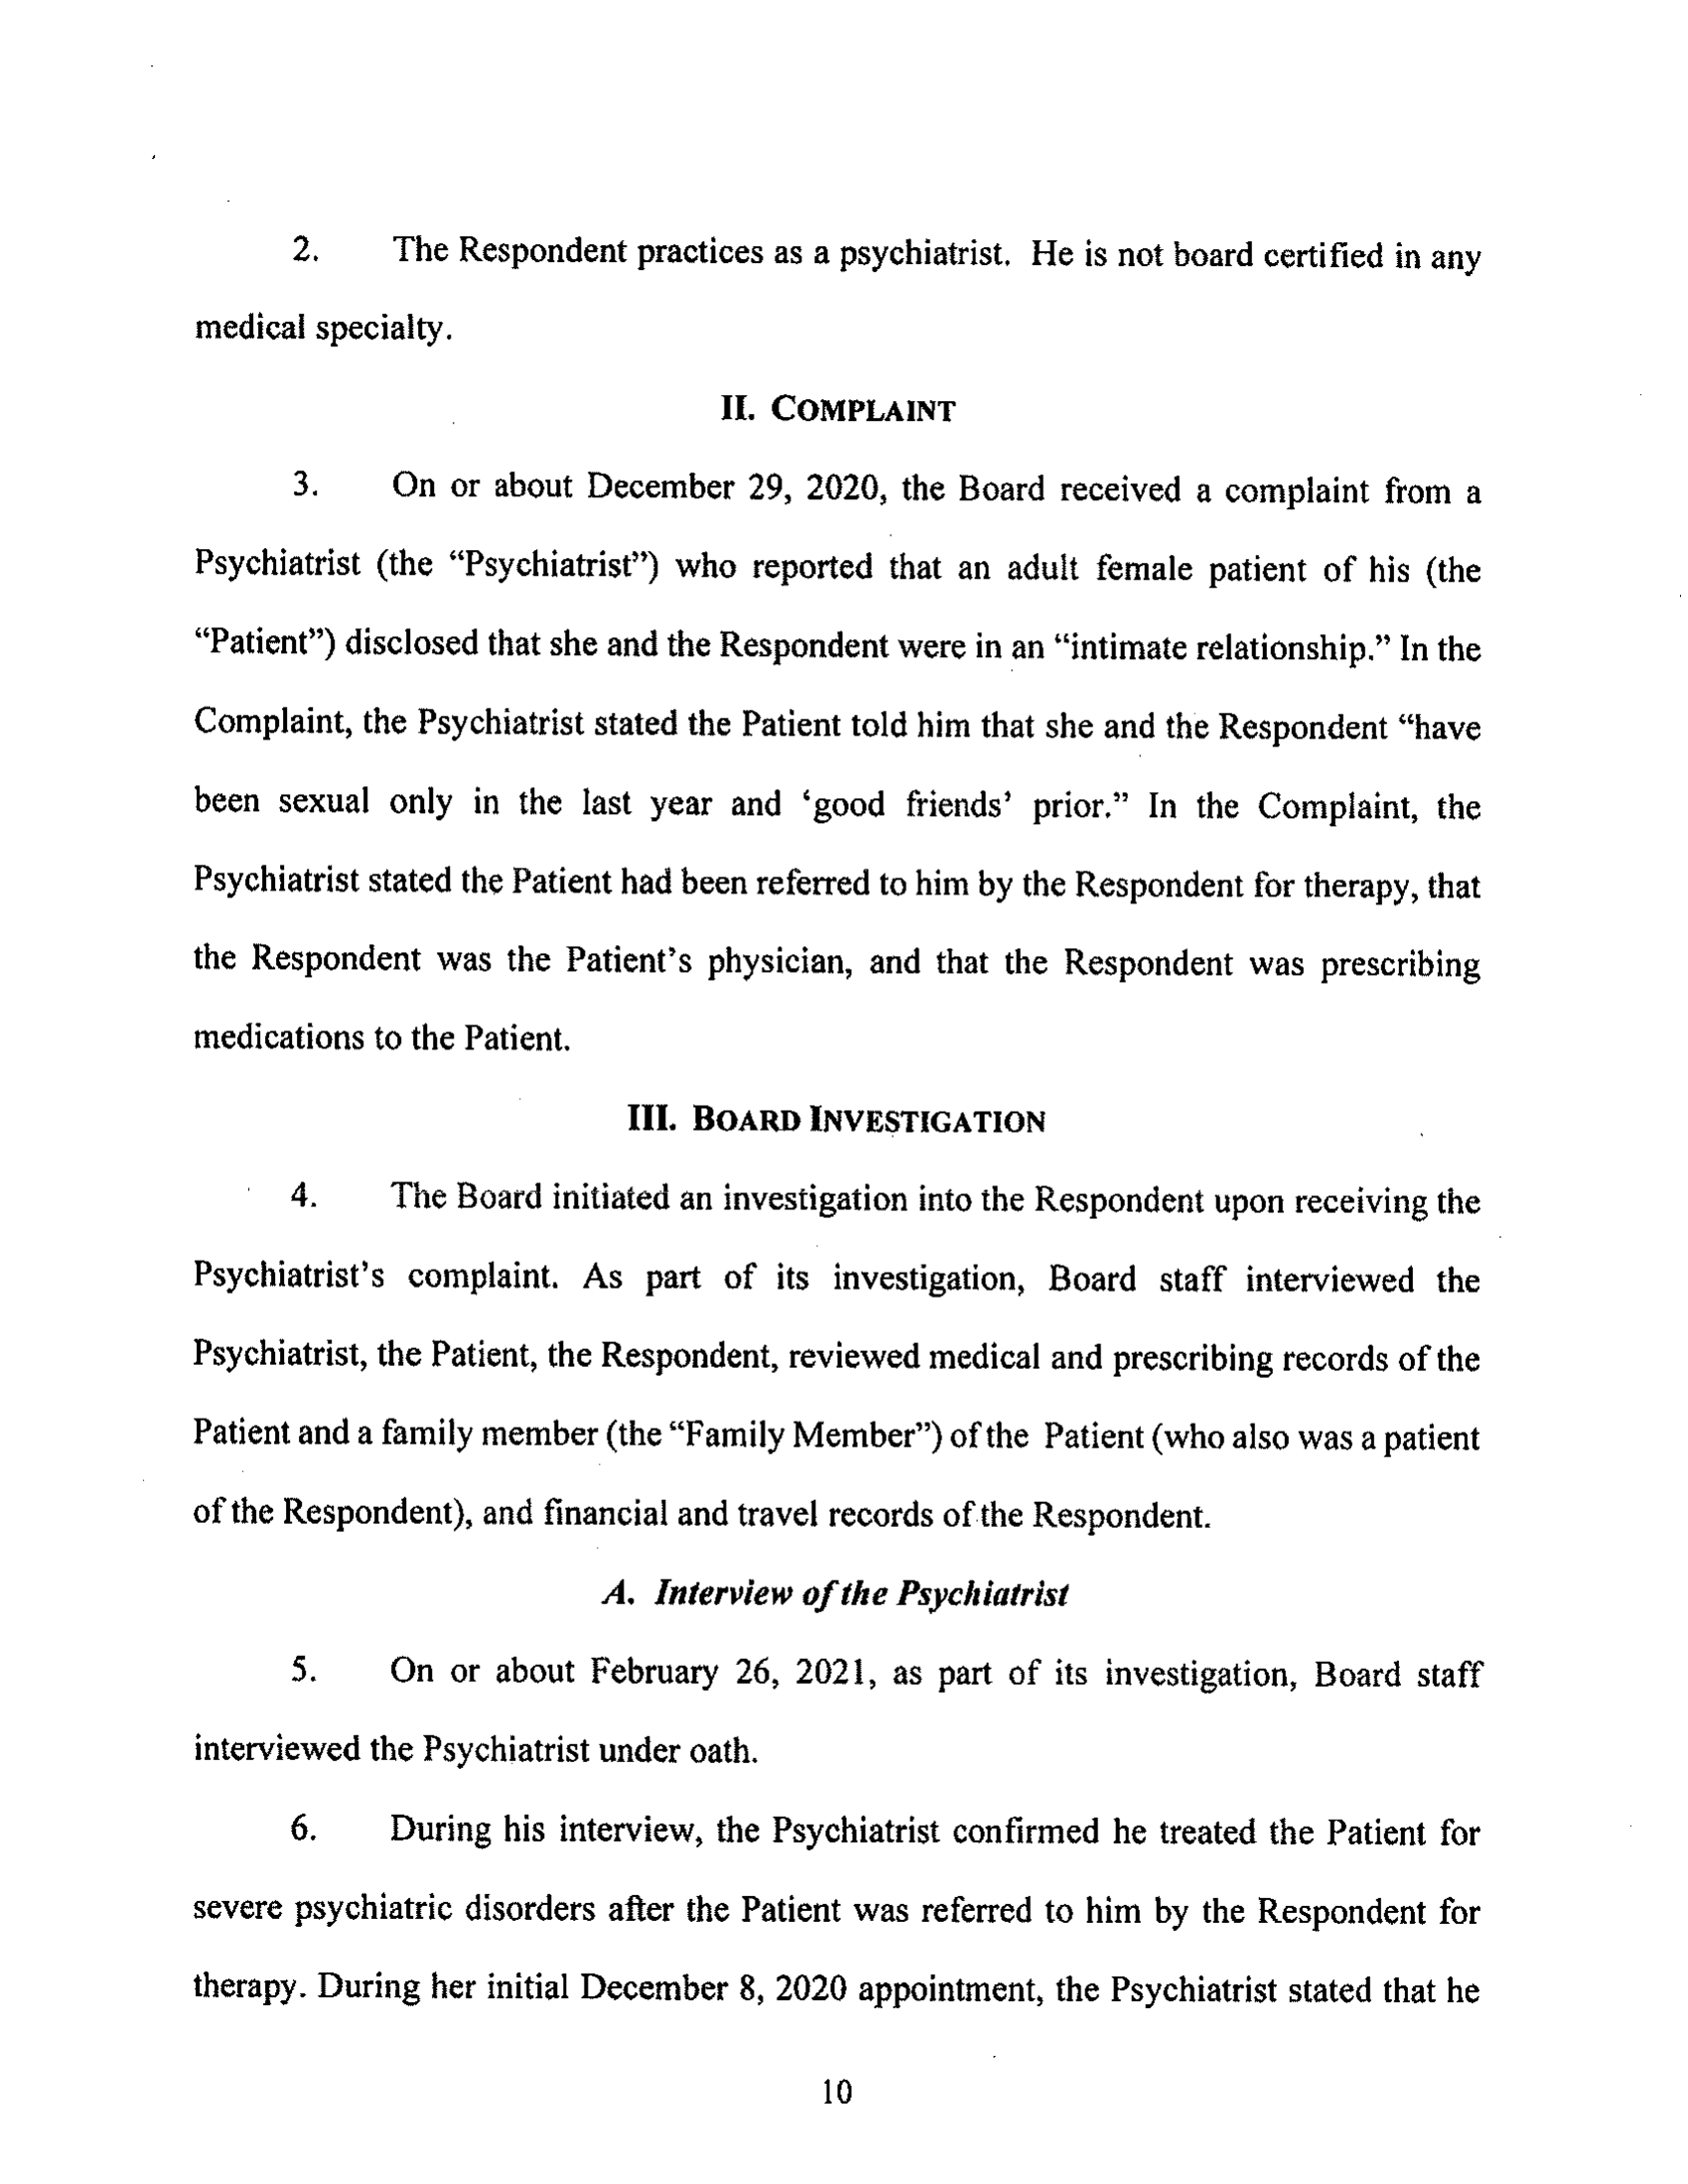 2. The Respondent practices as a psychiatrist. He is not board certified in any
medical specialty.
II. COMPLAINT
3. On or about December 29, 2020, the Board received a complaint from a
Psychiatrist (the “Psychiatrist”) who reported that an adult female patient of his (the
“Patient”) disclosed that she and the Respondent were in an “intimate relationship.” In the
Complaint, the Psychiatrist stated the Patient told him that she and the Respondent “have
been sexual only in the last year and ‘good friends’ prior.” In the Complaint, the
Psychiatrist stated the Patient had been referred to him by the Respondent for therapy, that
the Respondent was the Patient’s physician, and that the Respondent was prescribing
medications to the Patient.
III. BOARD INVESTIGATION
4. The Board initiated an investigation into the Respondent upon receiving the
Psychiatrist’s complaint. As part of its investigation, Board staff interviewed the
Psychiatrist, the Patient, the Respondent, reviewed medical and prescribing records of the
Patient and a family member (the “Family Member”) of the Patient (who also was a patient
of the Respondent), and financial and travel records of the Respondent.
A. Interview of the Psychiatrist
5. On or about February 26, 2021, as part of its investigation, Board staff
interviewed the Psychiatrist under oath.
6. During his interview, the Psychiatrist confirmed he treated the Patient for
severe psychiatric disorders after the Patient was referred to him by the Respondent for
therapy. During her initial December 8, 2020 appointment, the Psychiatrist stated that he
10